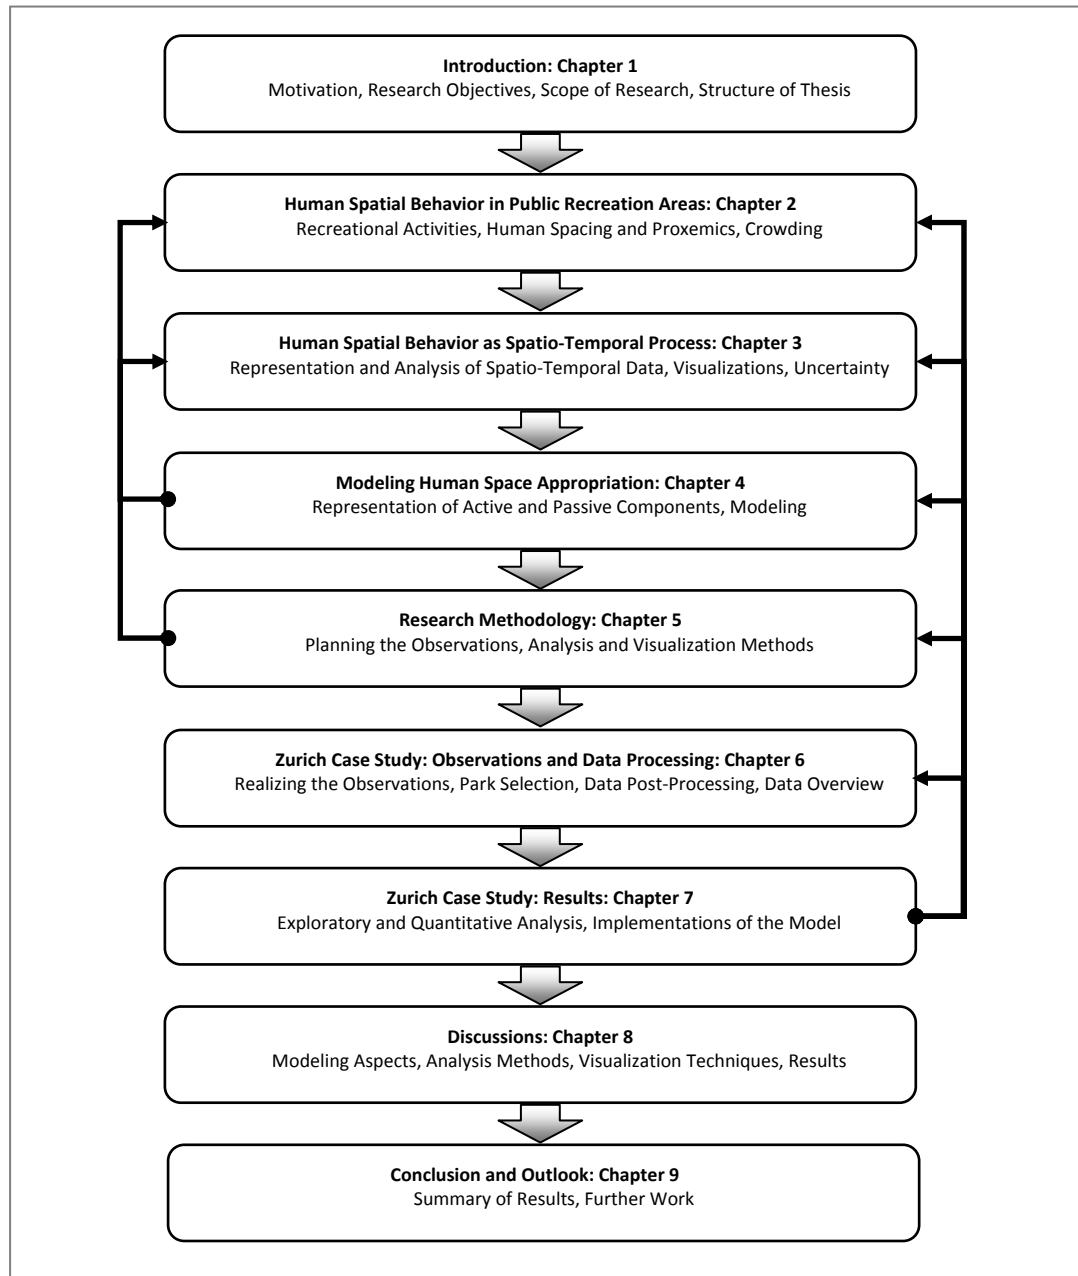 Introduction: Chapter 1
Motivation, Research Objectives, Scope of Research, Structure of Thesis
Human Spatial Behavior in Public Recreation Areas: Chapter 2
Recreational Activities, Human Spacing and Proxemics, Crowding
Human Spatial Behavior as Spatio-Temporal Process: Chapter 3
Representation and Analysis of Spatio-Temporal Data, Visualizations, Uncertainty
Modeling Human Space Appropriation: Chapter 4
Representation of Active and Passive Components, Modeling
Research Methodology: Chapter 5
Planning the Observations, Analysis and Visualization Methods
Zurich Case Study: Observations and Data Processing: Chapter 6
Realizing the Observations, Park Selection, Data Post-Processing, Data Overview
Zurich Case Study: Results: Chapter 7
Exploratory and Quantitative Analysis, Implementations of the Model
Discussions: Chapter 8
Modeling Aspects, Analysis Methods, Visualization Techniques, Results
Conclusion and Outlook: Chapter 9
Summary of Results, Further Work